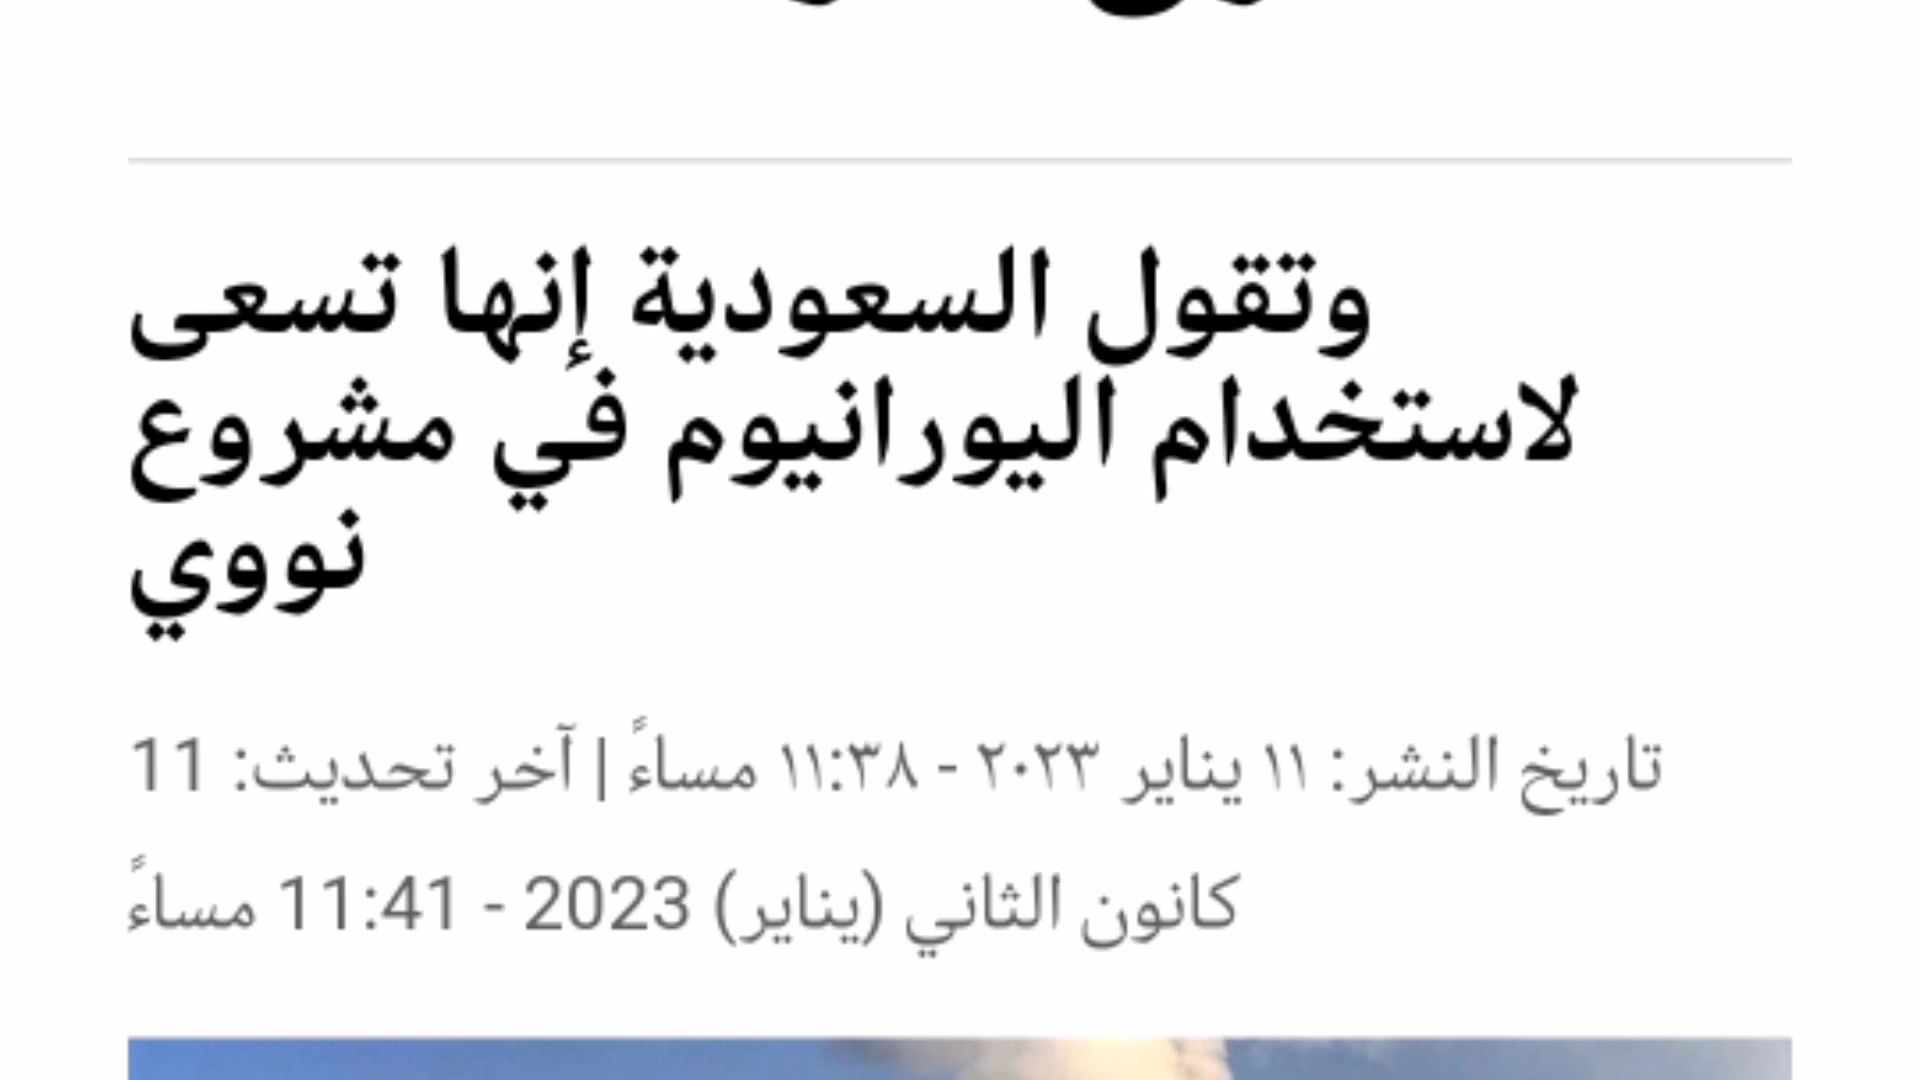 وتقول السعودية إنها تسعى
لاستخدام اليورانيوم في مشروع
نووي
تاريخ النشر: ١١ يناير ٢٠٢٣ - ١١:٣٨ مساءً | آخر تحديث: 11
كانون الثاني (يناير) 2023 - 11:41 مساءً